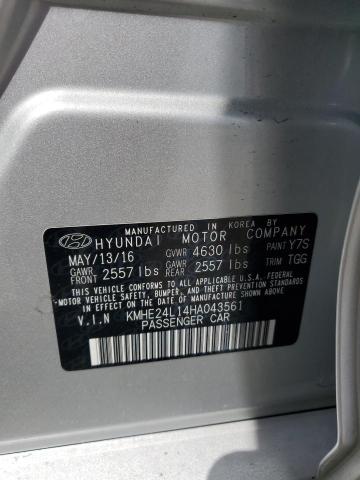 MANUFACTURED IN KOREA BY
HYUNDAI MOTOR COMPANY
MAY/13/16 GVWR 4630 lbs PAINT Y7S
GAWR FRONT 2557 lbs GAWR REAR 2557 lbs TRIM TGG
THIS VEHICLE CONFORMS TO ALL APPLICABLE U.S.A. FEDERAL
MOTOR VEHICLE SAFETY, BUMPER, AND THEFT PREVENTION STANDARDS
IN EFFECT ON THE DATE OF MANUFACTURE SHOWN ABOVE.
V.I.N KMHE24L14HA043561
PASSENGER CAR